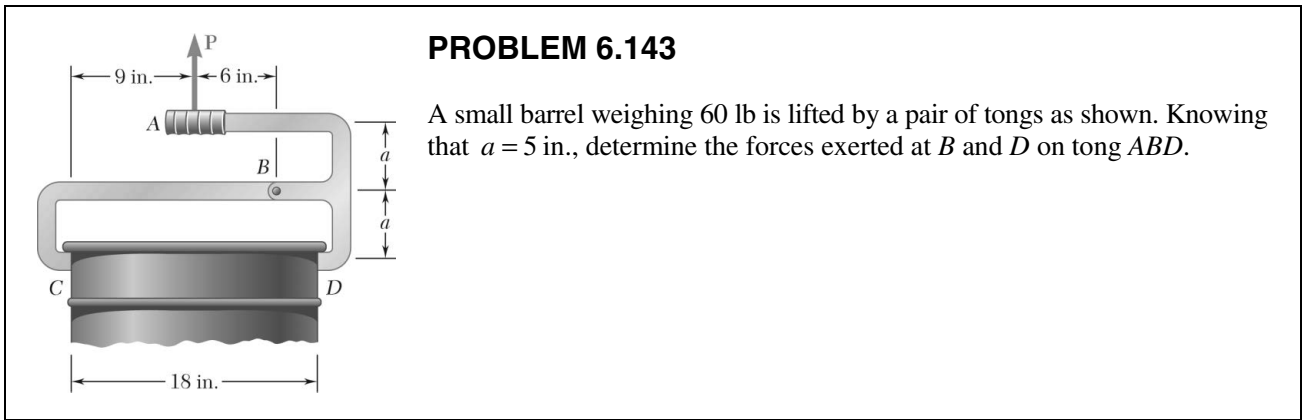 PROBLEM 6.143
A small barrel weighing 60 lb is lifted by a pair of tongs as shown. Knowing
that a = 5 in., determine the forces exerted at B and D on tong ABD.
P
9 in.
6 in.
A
a
B
a
C
D
18 in.